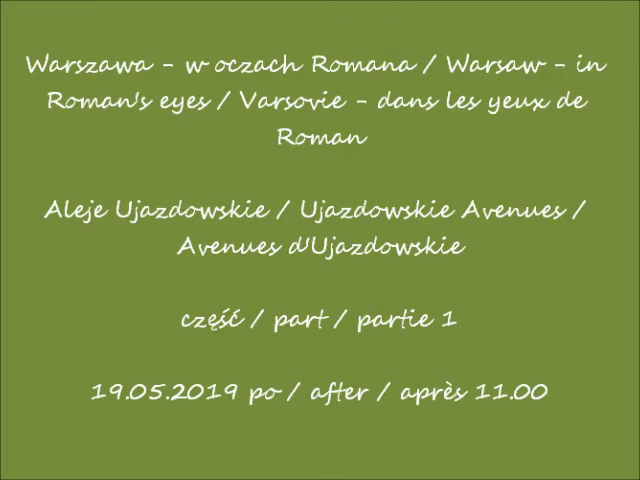 Warszawa - w oczach Romana / Warsaw - in
Roman's eyes / Varsovie - dans les yeux de
Roman
Aleje Ujazdowskie / Ujazdowskie Avenues /
Avenues d'Ujazdowskie
część / part / partie 1
19.05.2019 po / after / après 11.00